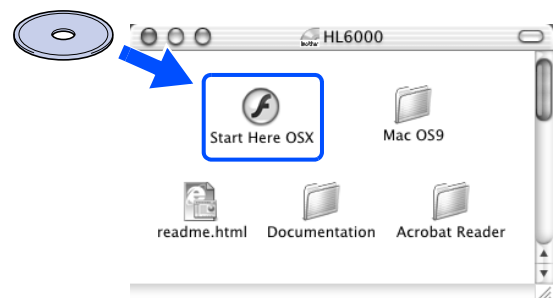 HL6000
Start Here OSX
Mac OS9
readme.html
Documentation
Acrobat Reader